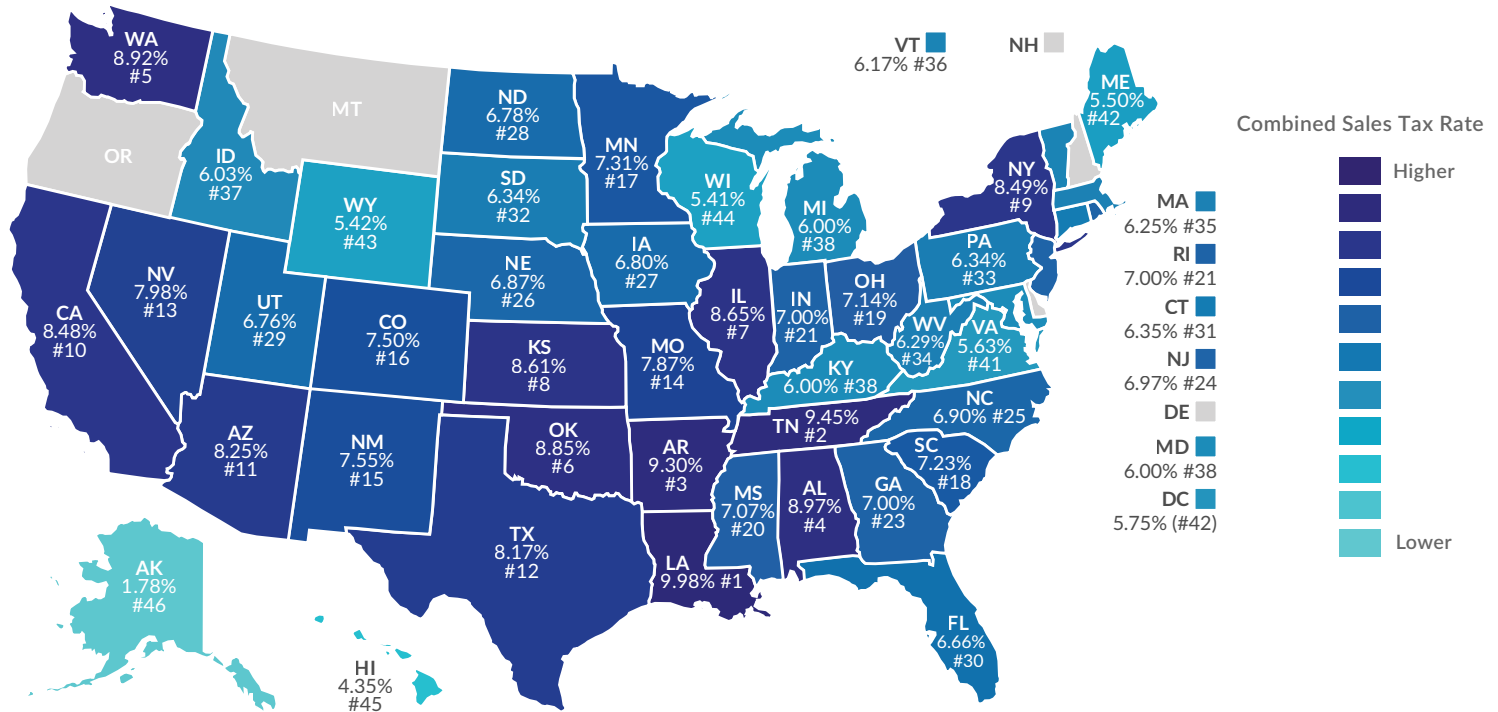 WA
8.92%
#5
MT
OR
ID
6.03%
#37
WY
5.42%
#43
ND
6.78%
#28
SD
6.34%
#32
NE
6.87%
#26
MN
7.31%
#17
IA
6.80%
#27
WI
5.41%
#44
MI
6.00%
#38
VT
6.17% #36
NH
ME
5.50%
#42
NY
8.49%
#9
CA
8.48%
#10
NV
7.98%
#13
UT
6.76%
#29
CO
7.50%
#16
KS
8.61%
#8
MO
7.87%
#14
IL
8.65%
#7
IN
7.00%
#21
OH
7.14%
#19
PA
6.34%
#33
WV
6.29%
#34
VA
5.63%
#41
KY
6.00% #38
AZ
8.25%
#11
NM
7.55%
#15
OK
8.85%
#6
AR
9.30%
#3
TN 9.45%
#2
NC
6.90% #25
SC
7.23%
#18
MS
7.07%
#20
AL
8.97%
#4
GA
7.00%
#23
TX
8.17%
#12
LA
9.98% #1
FL
6.66%
#30
AK
1.78%
#46
HI
4.35%
#45
MA
6.25% #35
RI
7.00% #21
CT
6.35% #31
NJ
6.97% #24
DE
MD
6.00% #38
DC
5.75% (#42)
Combined Sales Tax Rate
Higher
Lower